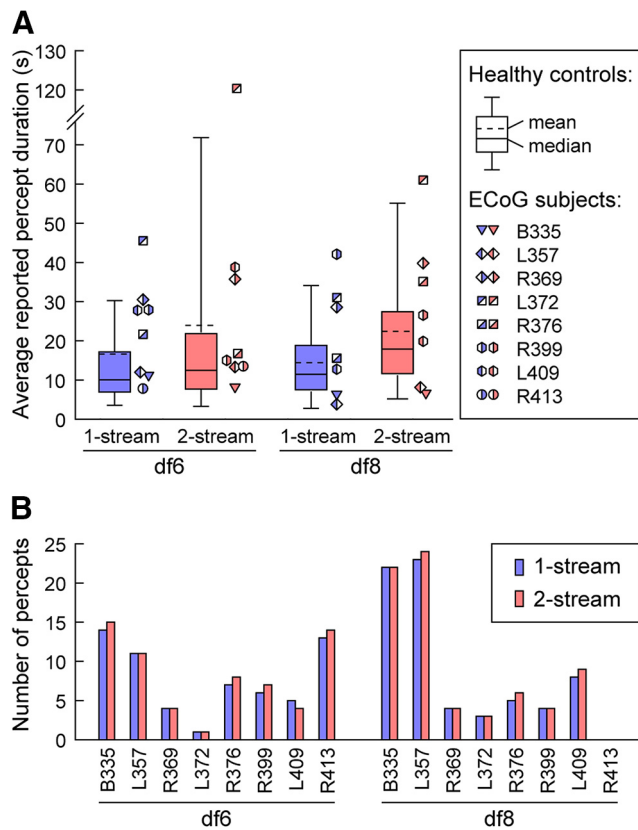 A
Average reported percept duration (s)
130
120
70
60
50
40
30
20
10
0
1-stream 2-stream 1-stream 2-stream
df6 df8
Healthy controls:
mean
median
ECoG subjects:
B335
L357
R369
L372
R376
R399
L409
R413
B
Number of percepts
25
20
15
10
5
0
1-stream
2-stream
B335 L357 R369 L372 R376 R399 L409 R413 B335 L357 R369 L372 R376 R399 L409 R413
df6 df8